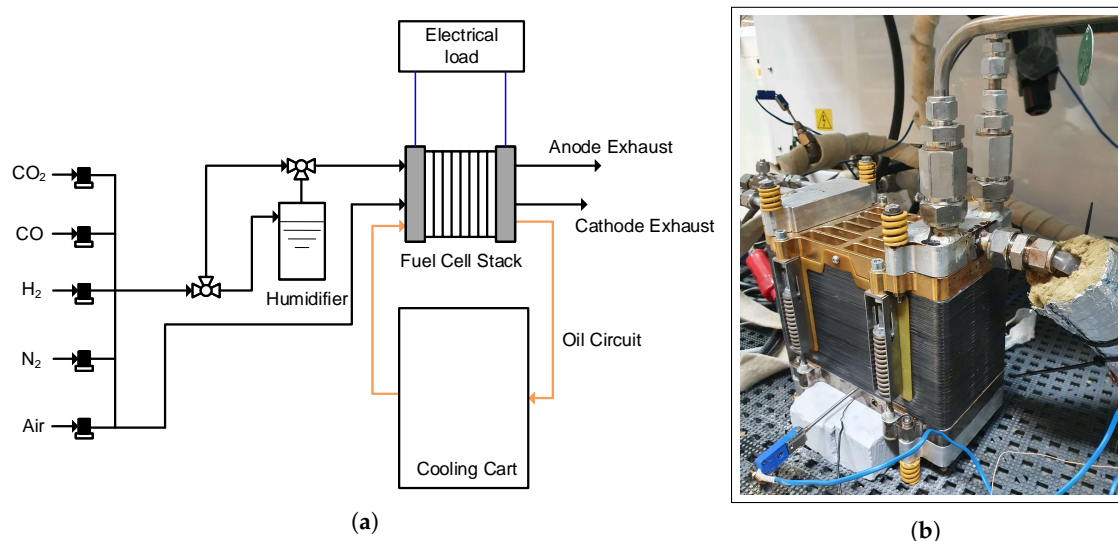 Electrical
load
Anode Exhaust
CO₂
CO
Cathode Exhaust
Fuel Cell Stack
H₂
Humidifier
Oil Circuit
N₂
Air
Cooling Cart
(a)
(b)